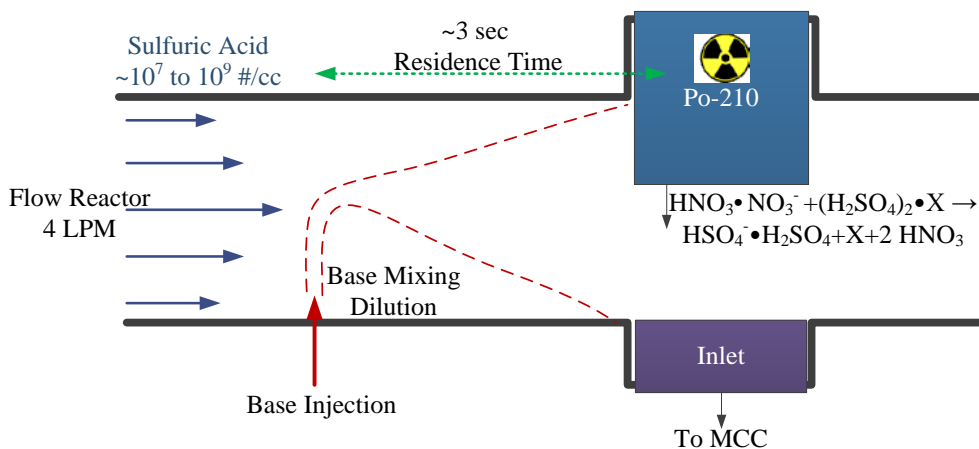 Sulfuric Acid
~10⁷ to 10⁹ #/cc
~3 sec
Residence Time
Po-210
Flow Reactor
4 LPM
HNO₃• NO₃⁻ +(H₂SO₄)₂•X →
HSO₄⁻•H₂SO₄+X+2 HNO₃
Base Mixing
Dilution
Inlet
Base Injection
To MCC